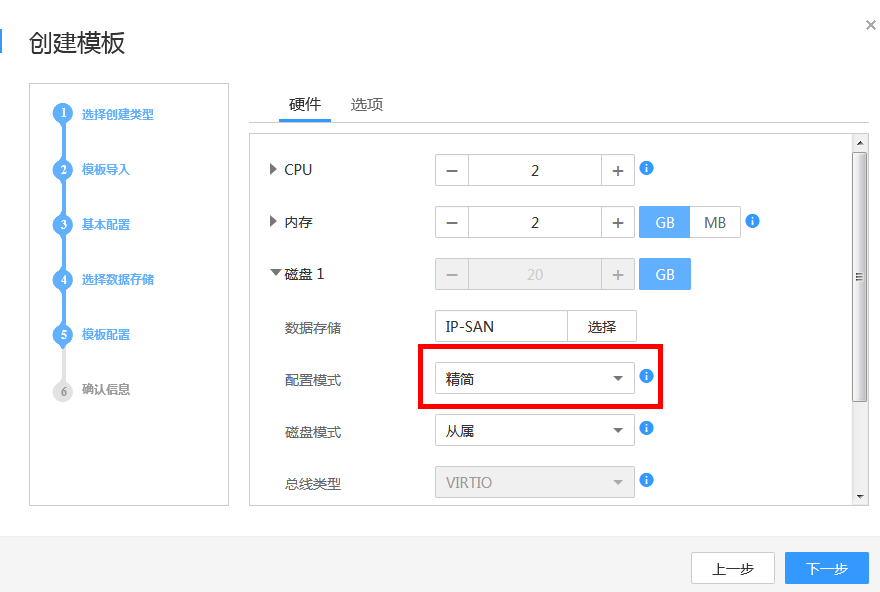 创建模板
1 选择创建类型
2 模板导入
3 基本配置
4 选择数据存储
5 模板配置
6 确认信息
硬件 选项
CPU − 2 +
内存 − 2 + GB MB
磁盘 1 − 20 + GB
数据存储 IP-SAN 选择
配置模式 精简
磁盘模式 从属
总线类型 VIRTIO
上一步 下一步